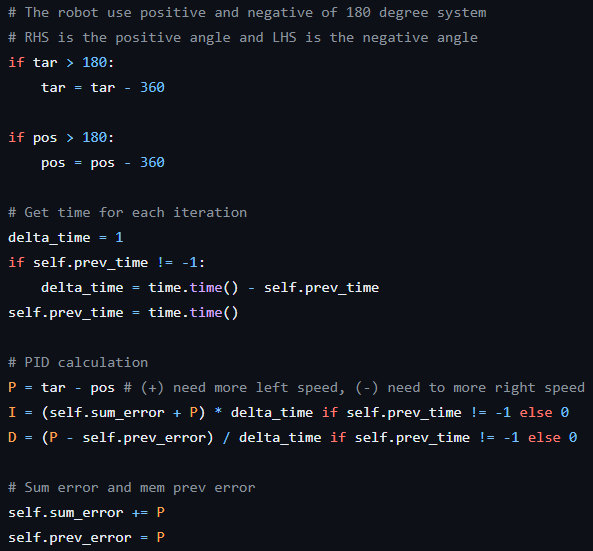 # The robot use positive and negative of 180 degree system
# RHS is the positive angle and LHS is the negative angle
if tar > 180:
    tar = tar - 360

if pos > 180:
    pos = pos - 360

# Get time for each iteration
delta_time = 1
if self.prev_time != -1:
    delta_time = time.time() - self.prev_time
self.prev_time = time.time()

# PID calculation
P = tar - pos # (+) need more left speed, (-) need to more right speed
I = (self.sum_error + P) * delta_time if self.prev_time != -1 else 0
D = (P - self.prev_error) / delta_time if self.prev_time != -1 else 0

# Sum error and mem prev error
self.sum_error += P
self.prev_error = P